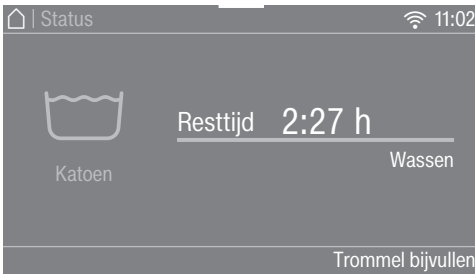 | Status 11:02
Resttijd 2:27 h
Katoen
Wassen
Trommel bijvullen